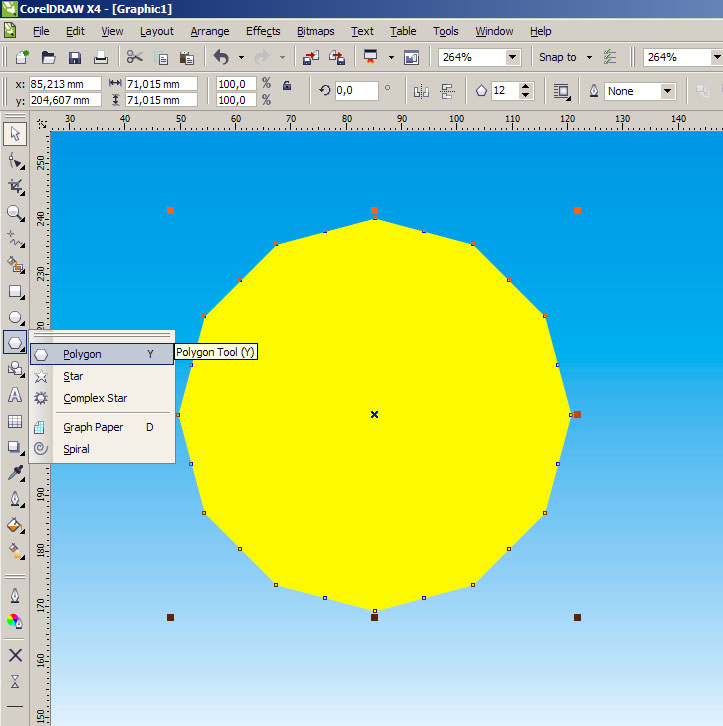 CorelDRAW X4 - [Graphic1]
File Edit View Layout Arrange Effects Bitmaps Text Table Tools Window Help
264% Snap to 264%
x: 85,213 mm 71,015 mm 100,0 % 0,0 ° 12 None
y: 204,607 mm 71,015 mm 100,0 %
30 40 50 60 70 80 90 100 110 120 130 140
250
240
230
220
Polygon Y
Polygon Tool (Y)
Star
Complex Star
Graph Paper D
Spiral
190
180
170
160
150